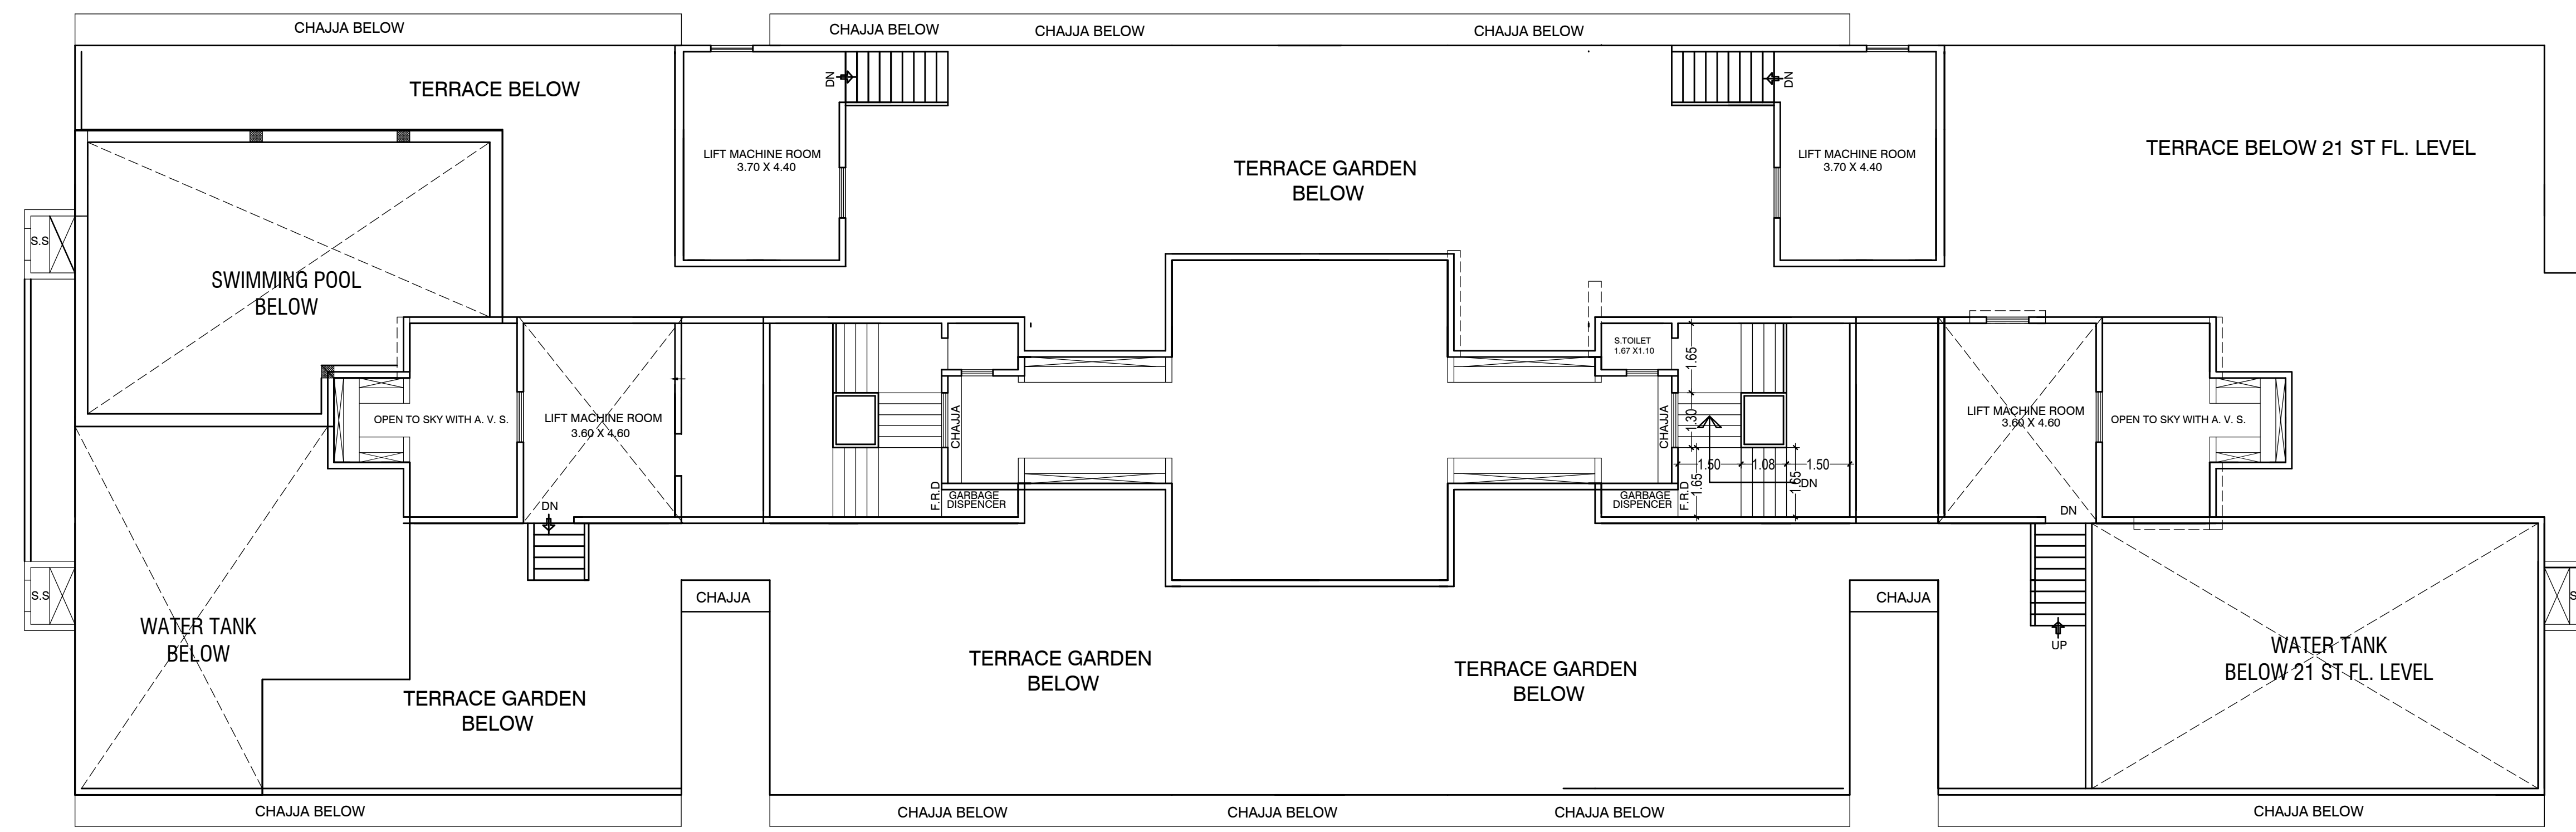 CHAJJA BELOW
CHAJJA BELOW
CHAJJA BELOW
CHAJJA BELOW
TERRACE BELOW
DN
DN
LIFT MACHINE ROOM
3.70 X 4.40
TERRACE GARDEN
BELOW
LIFT MACHINE ROOM
3.70 X 4.40
TERRACE BELOW 21 ST FL. LEVEL
S.S
SWIMMING POOL
BELOW
S.TOILET
1.67 X1.10
1.65
OPEN TO SKY WITH A. V. S.
LIFT MACHINE ROOM
3.60 X 4.60
CHAJJA
CHAJJA
1.30
LIFT MACHINE ROOM
3.60 X 4.60
OPEN TO SKY WITH A. V. S.
1.50
1.08
1.50
1.65
1.65
DN
F.R.D
GARBAGE
DISPENCER
GARBAGE
DISPENCER
F.R.D
DN
DN
S.S
CHAJJA
CHAJJA
S
WATER TANK
BELOW
UP
WATER TANK
BELOW 21 ST FL. LEVEL
TERRACE GARDEN
BELOW
TERRACE GARDEN
BELOW
TERRACE GARDEN
BELOW
CHAJJA BELOW
CHAJJA BELOW
CHAJJA BELOW
CHAJJA BELOW
CHAJJA BELOW